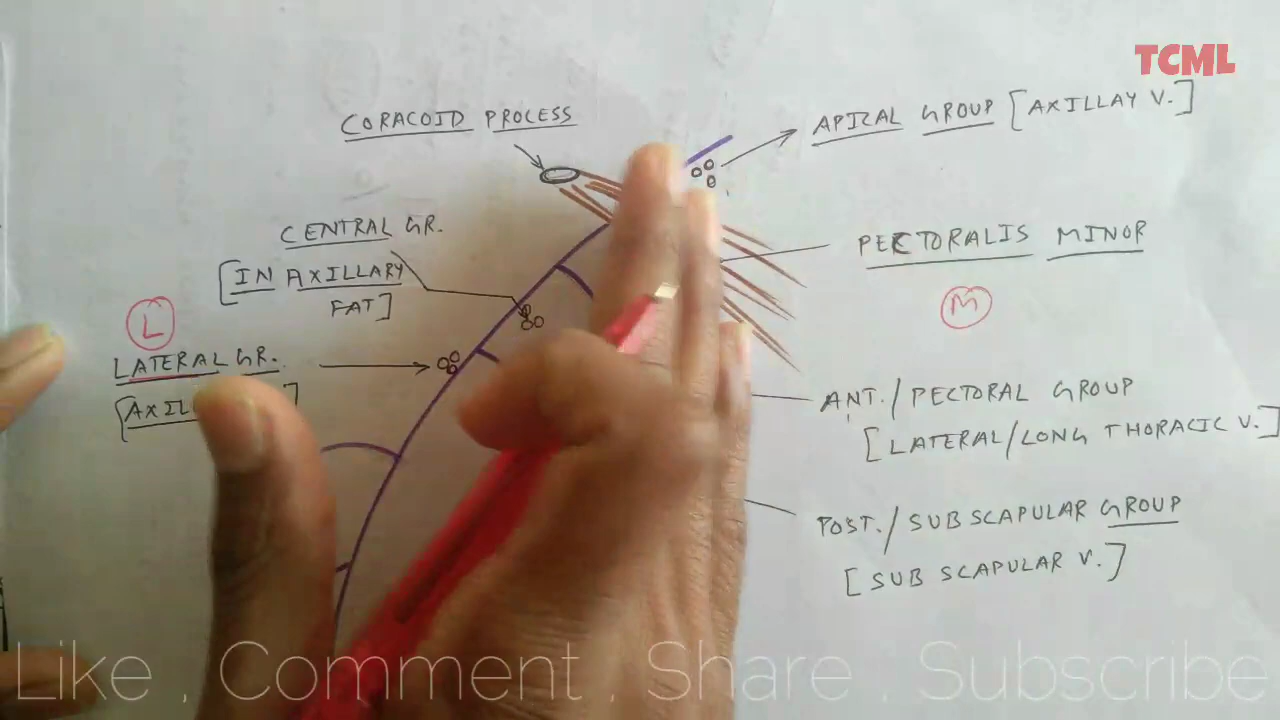 TCML
CORACOID PROCESS
APICAL GROUP [AXILLAY V.]
CENTRAL GR.
[IN AXILLARY
FAT]
PECTORALIS MINOR
L
M
LATERAL GR.
ANT. / PECTORAL GROUP
[LATERAL/LONG THORACIC V.]
POST. / SUBSCAPULAR GROUP
[SUB SCAPULAR V.]
Like , Comment , Share , Subscribe